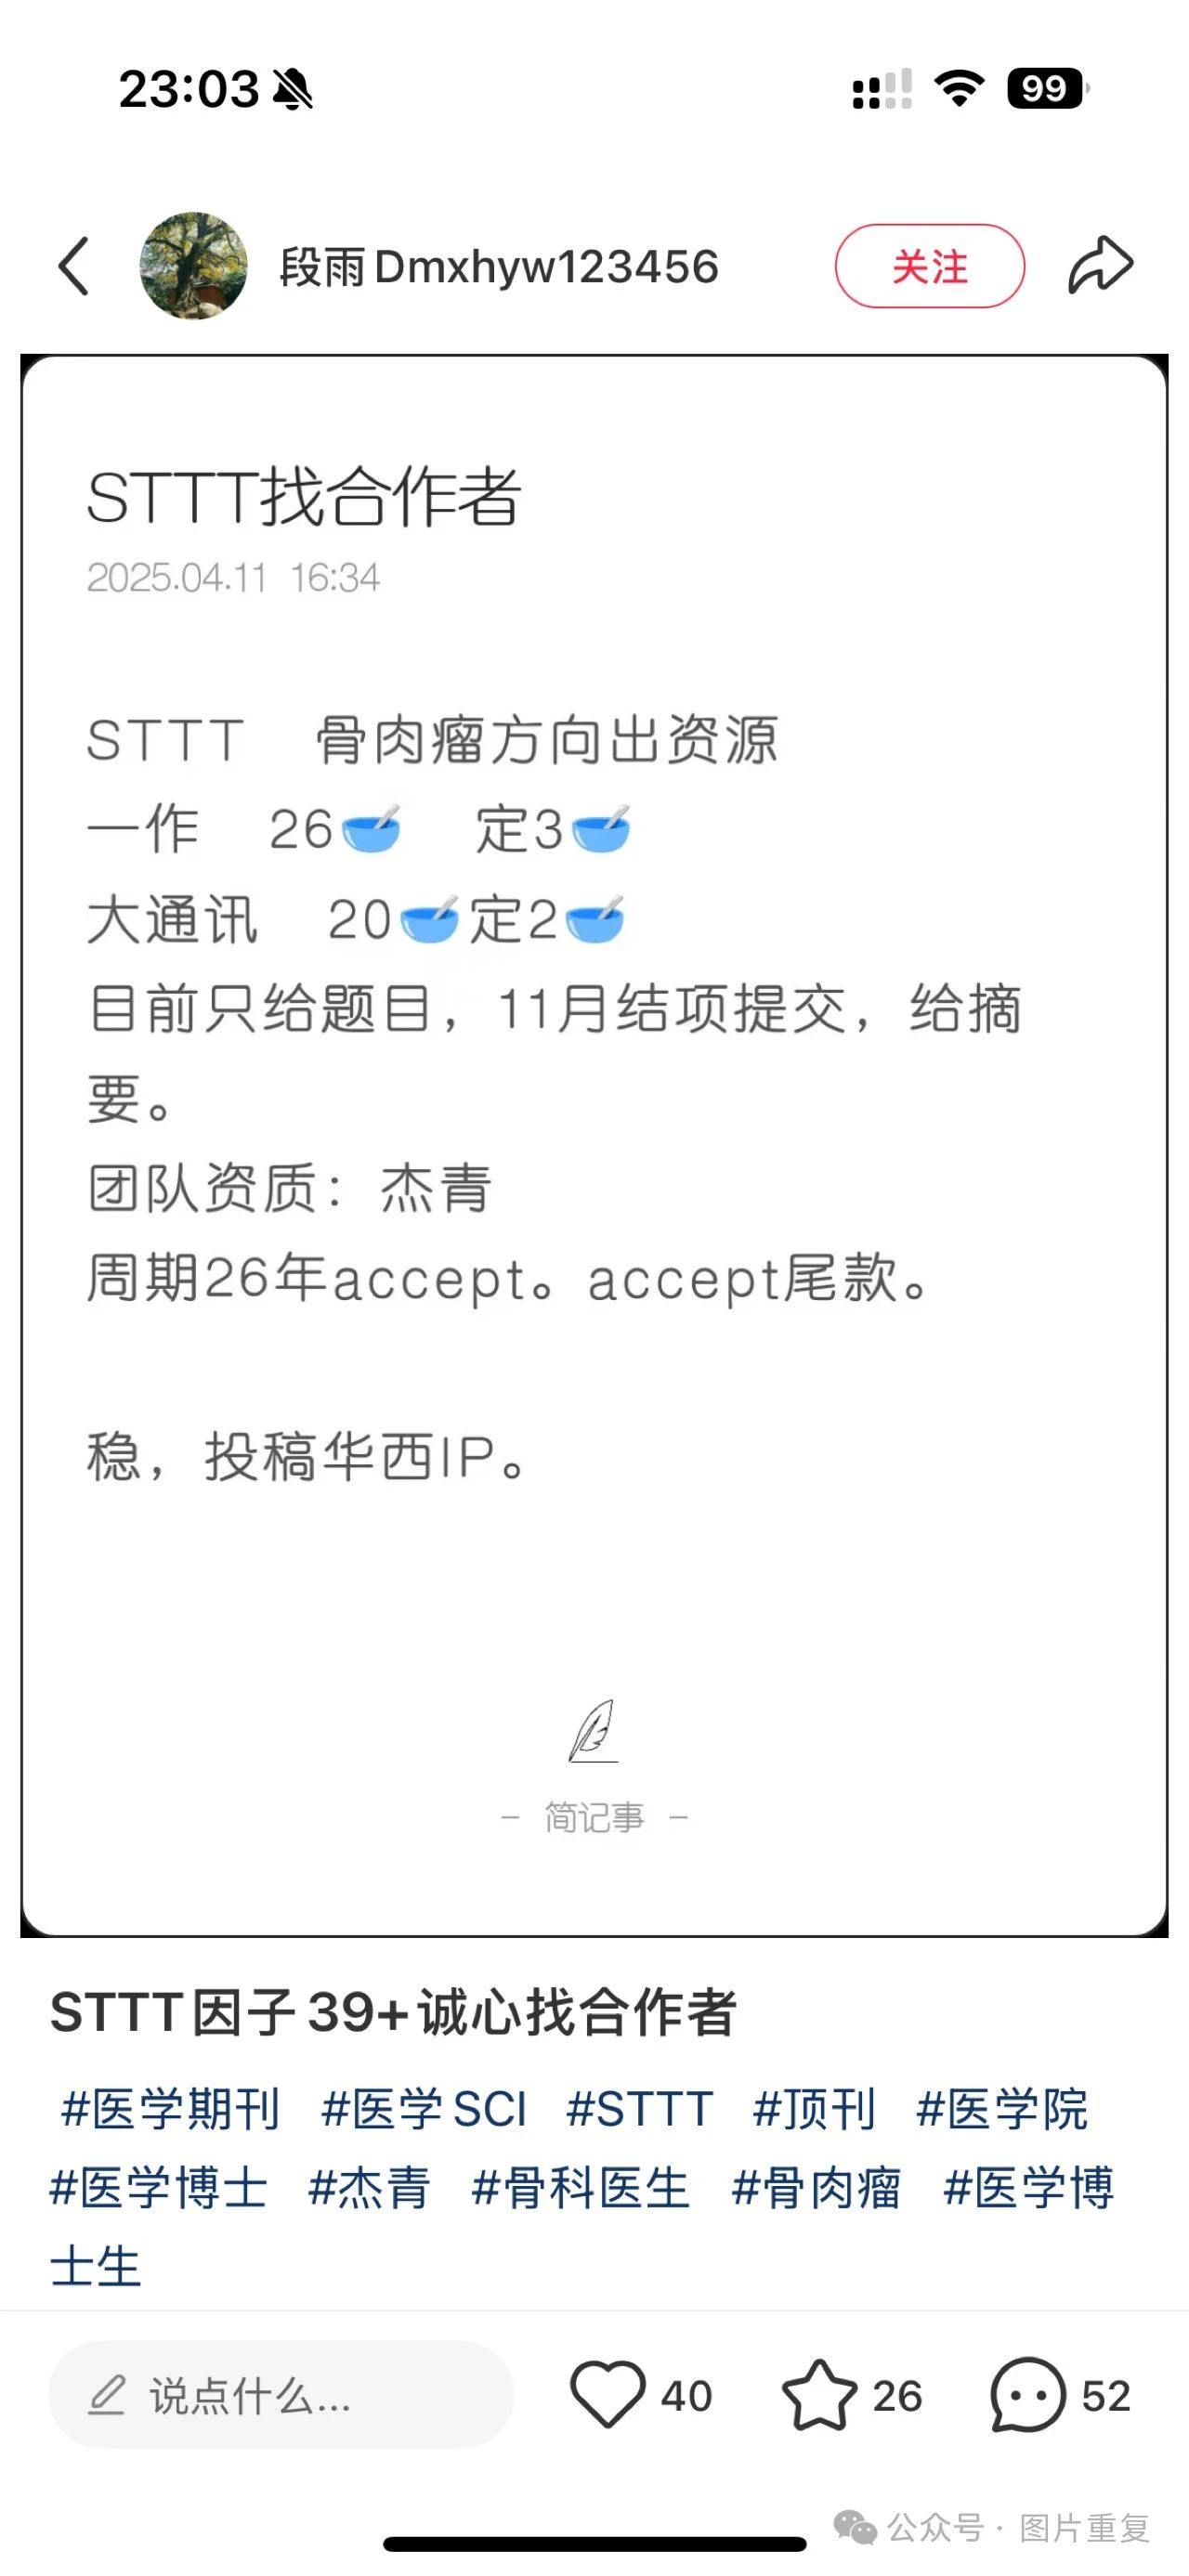 23:03
99
段雨Dmxhyw123456
关注
STTT找合作者
2025.04.11 16:34
STTT 骨肉瘤方向出资源
一作 26🥣 定3🥣
大通讯 20🥣定2🥣
目前只给题目，11月结项提交，给摘
要。
团队资质：杰青
周期26年accept。accept尾款。
稳，投稿华西IP。
- 简记事 -
STTT因子39+诚心找合作者
#医学期刊 #医学SCI #STTT #顶刊 #医学院
#医学博士 #杰青 #骨科医生 #骨肉瘤 #医学博
士生
说点什么...
40
26
52
公众号 · 图片重复